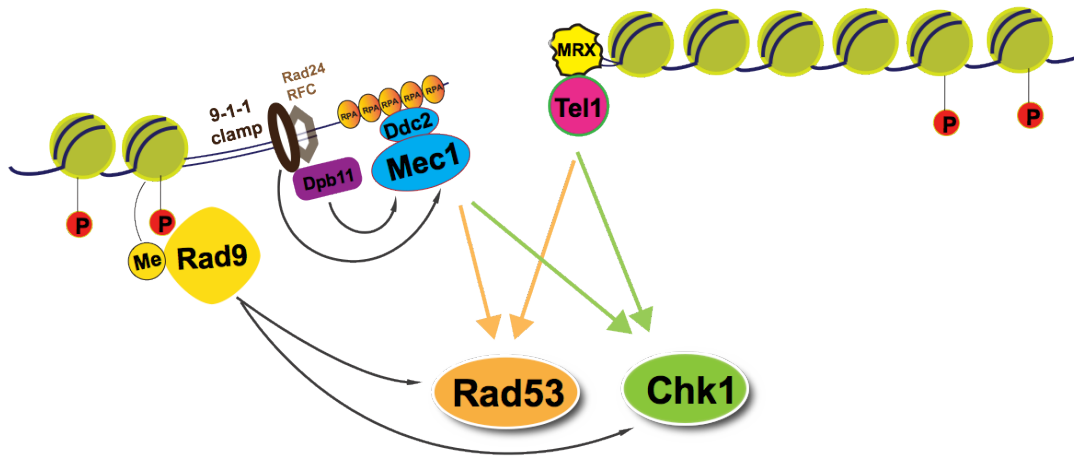 MRX
Tel1
Rad24
RFC
9-1-1
clamp
RPA
RPA
RPA
RPA
RPA
Ddc2
Mec1
Dpb11
P
P
P
P
Me
Rad9
Rad53
Chk1